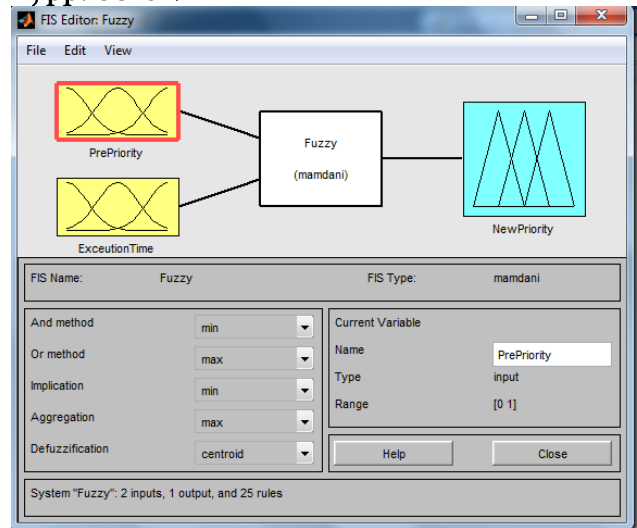 FIS Editor: Fuzzy
File Edit View
PrePriority
ExceutionTime
Fuzzy
(mamdani)
NewPriority
FIS Name: Fuzzy FIS Type: mamdani
And method min
Or method max
Implication min
Aggregation max
Defuzzification centroid
Current Variable
Name PrePriority
Type input
Range [0 1]
Help Close
System "Fuzzy": 2 inputs, 1 output, and 25 rules